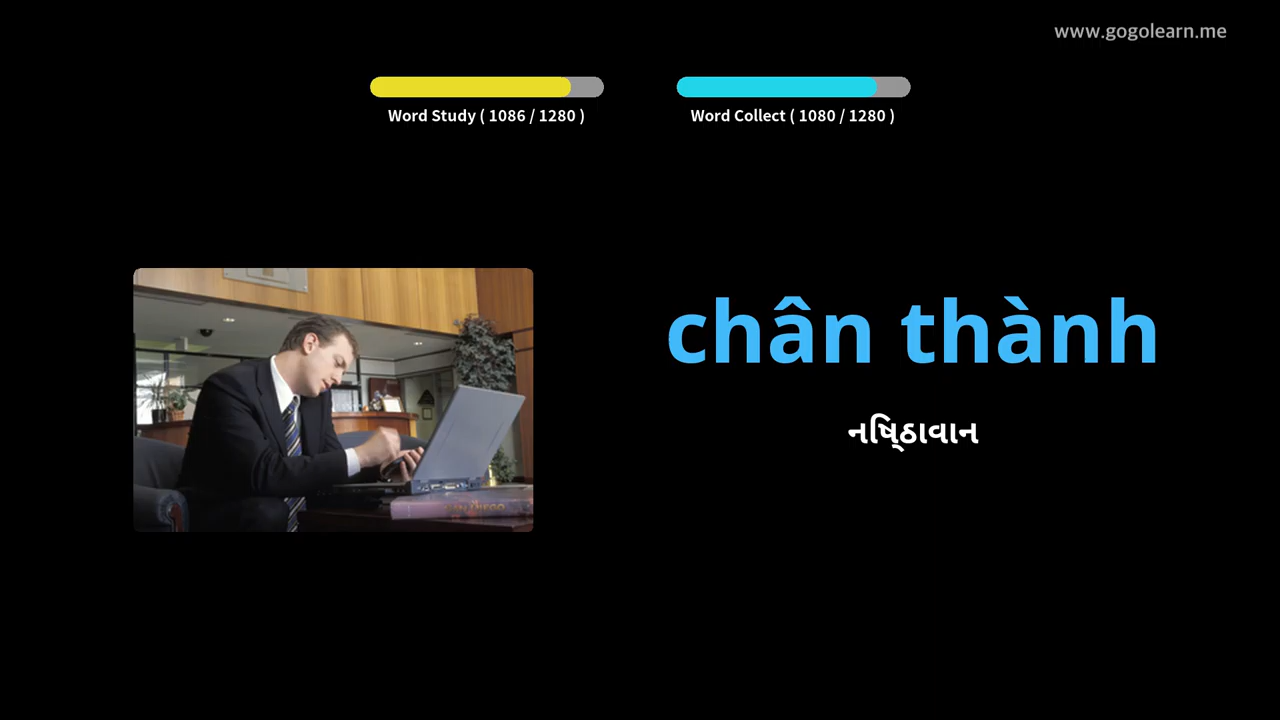 www.gogolearn.me
Word Study ( 1086 / 1280 )
Word Collect ( 1080 / 1280 )
chân thành
નિષ્ઠાવાન